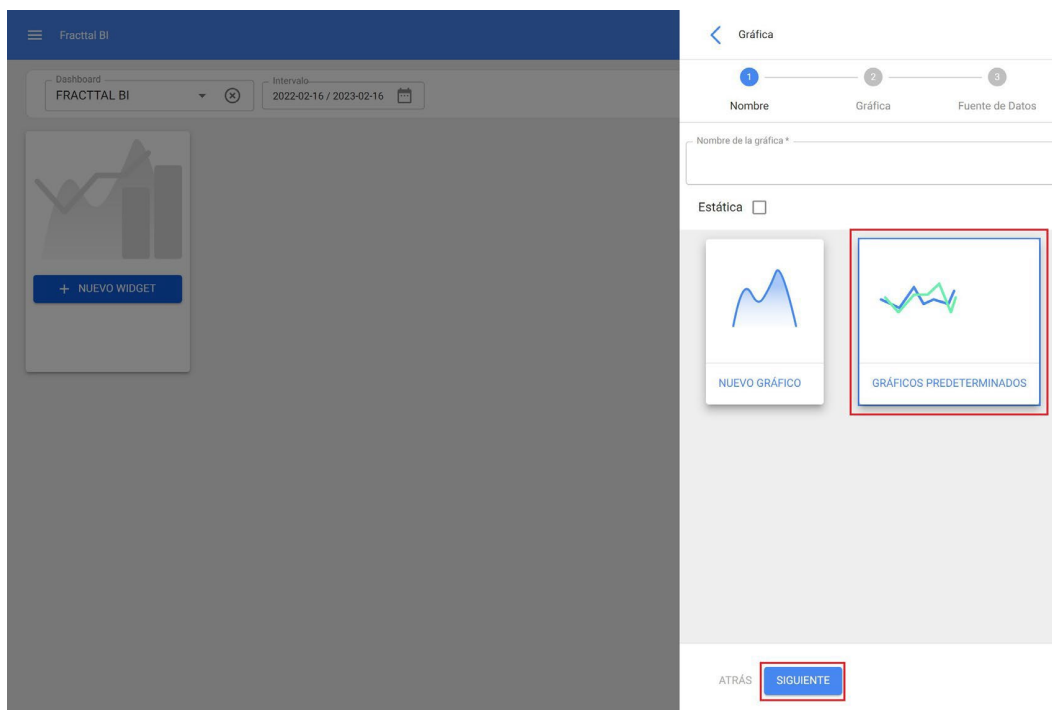 Fracttal BI
Dashboard
FRACTTAL BI
Intervalo
2022-02-16 / 2023-02-16
+ NUEVO WIDGET
Gráfica
1
2
3
Nombre
Gráfica
Fuente de Datos
Nombre de la gráfica *
Estática
NUEVO GRÁFICO
GRÁFICOS PREDETERMINADOS
ATRÁS
SIGUIENTE